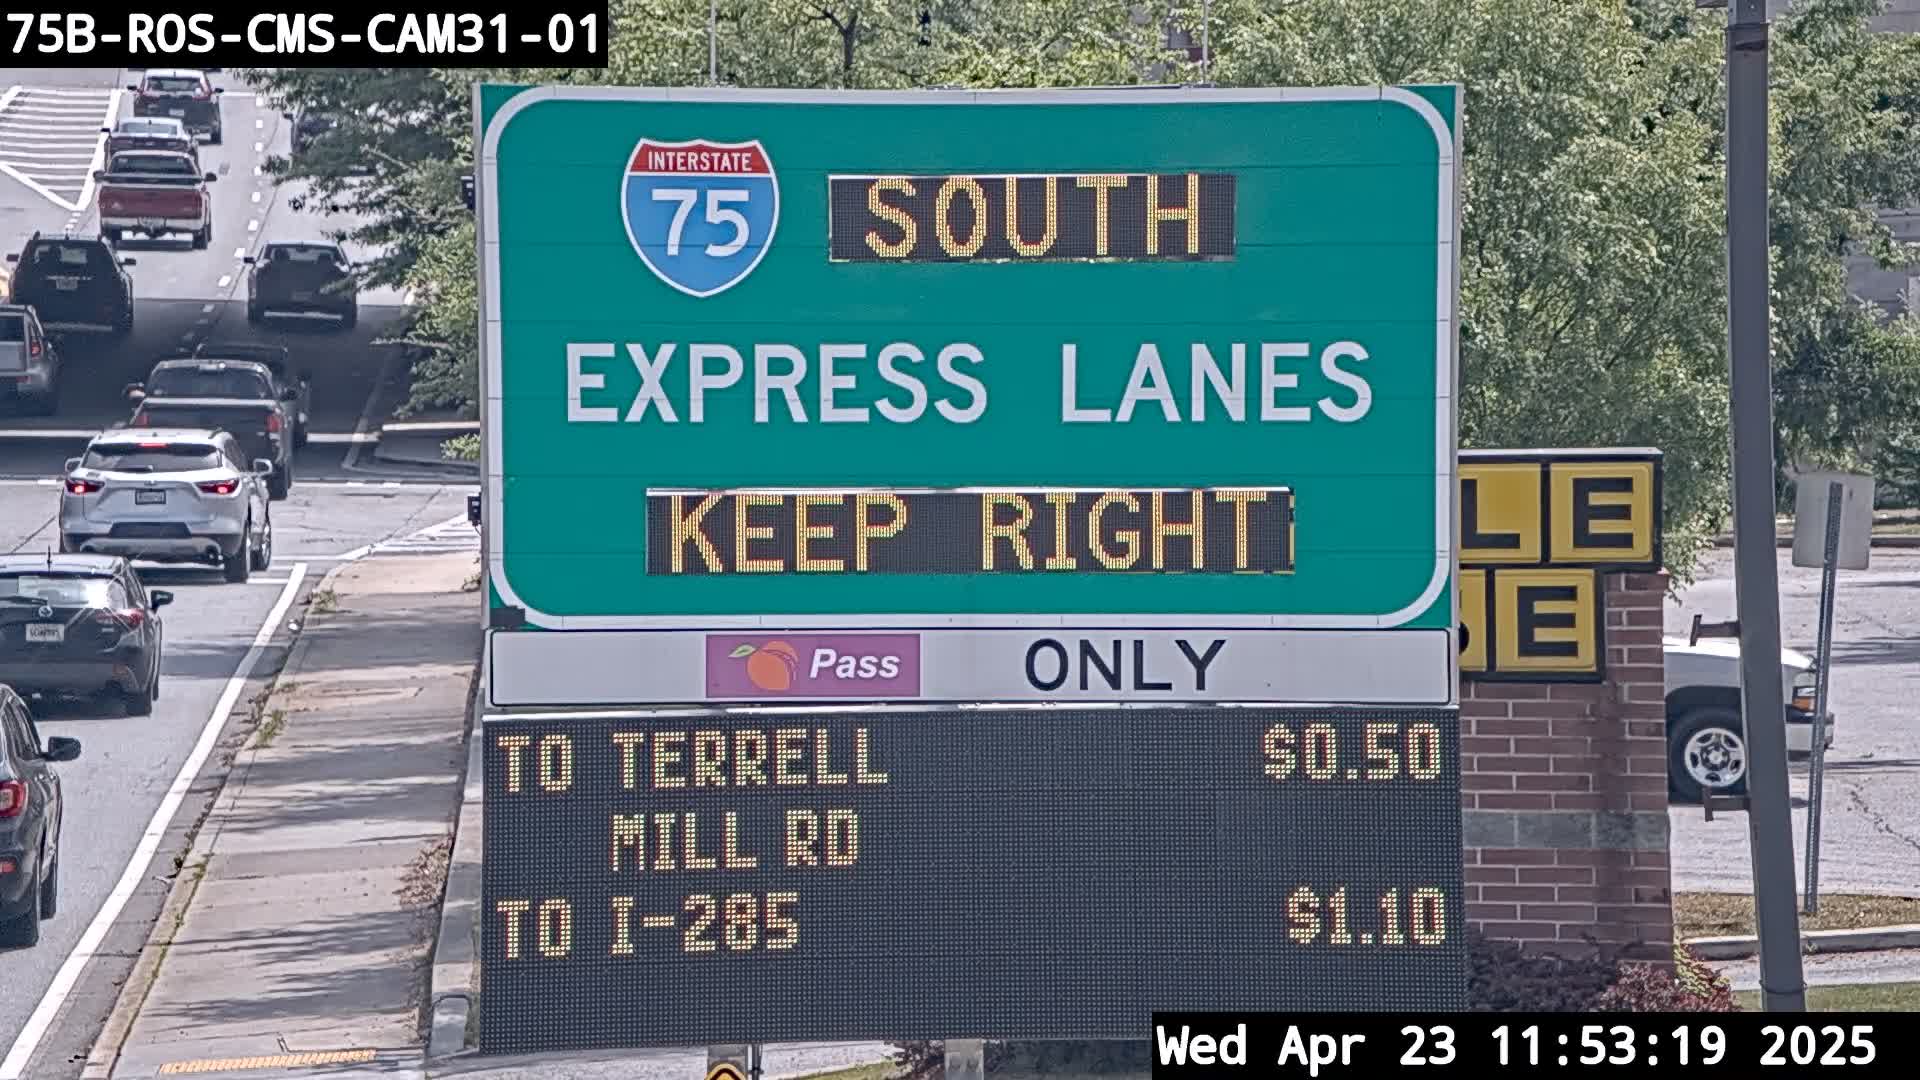 75B-ROS-CMS-CAM31-01
INTERSTATE
75
SOUTH
EXPRESS LANES
KEEP RIGHT
LE
E
Pass
ONLY
TO TERRELL $0.50
MILL RD
TO I-285 $1.10
Wed Apr 23 11:53:19 2025